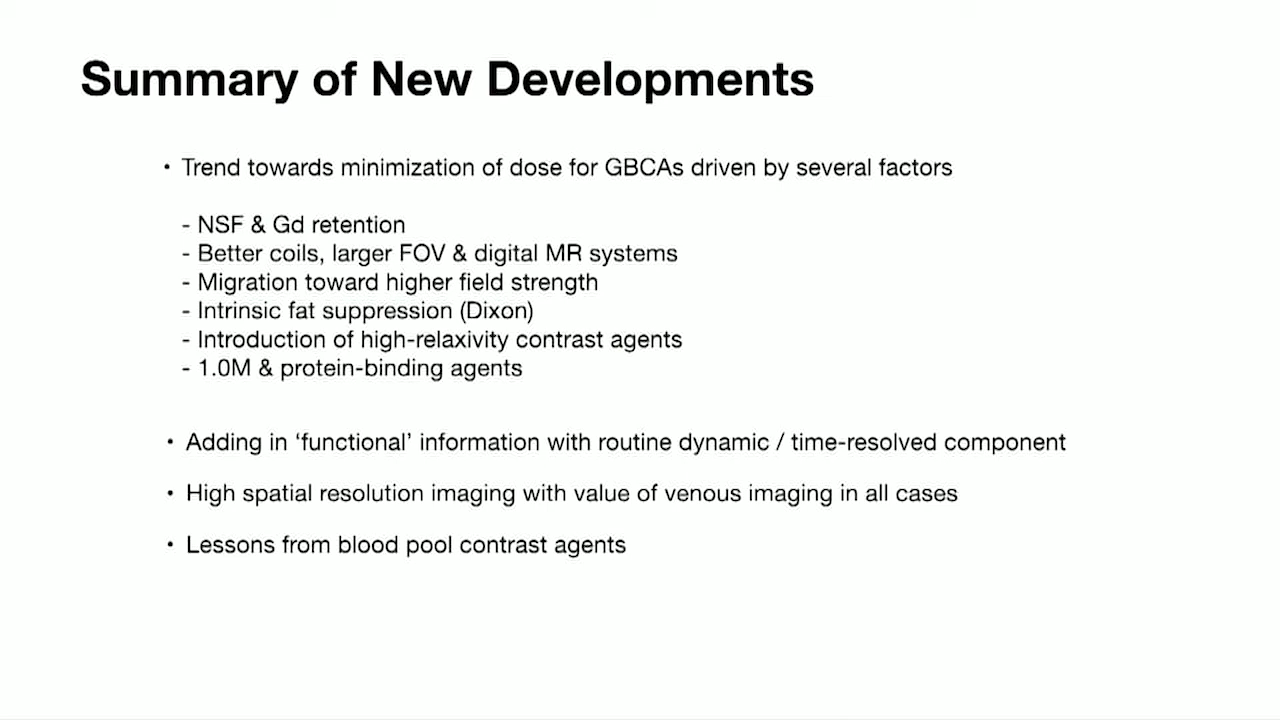 Summary of New Developments
• Trend towards minimization of dose for GBCAs driven by several factors
- NSF & Gd retention
- Better coils, larger FOV & digital MR systems
- Migration toward higher field strength
- Intrinsic fat suppression (Dixon)
- Introduction of high-relaxivity contrast agents
- 1.0M & protein-binding agents
• Adding in ‘functional’ information with routine dynamic / time-resolved component
• High spatial resolution imaging with value of venous imaging in all cases
• Lessons from blood pool contrast agents